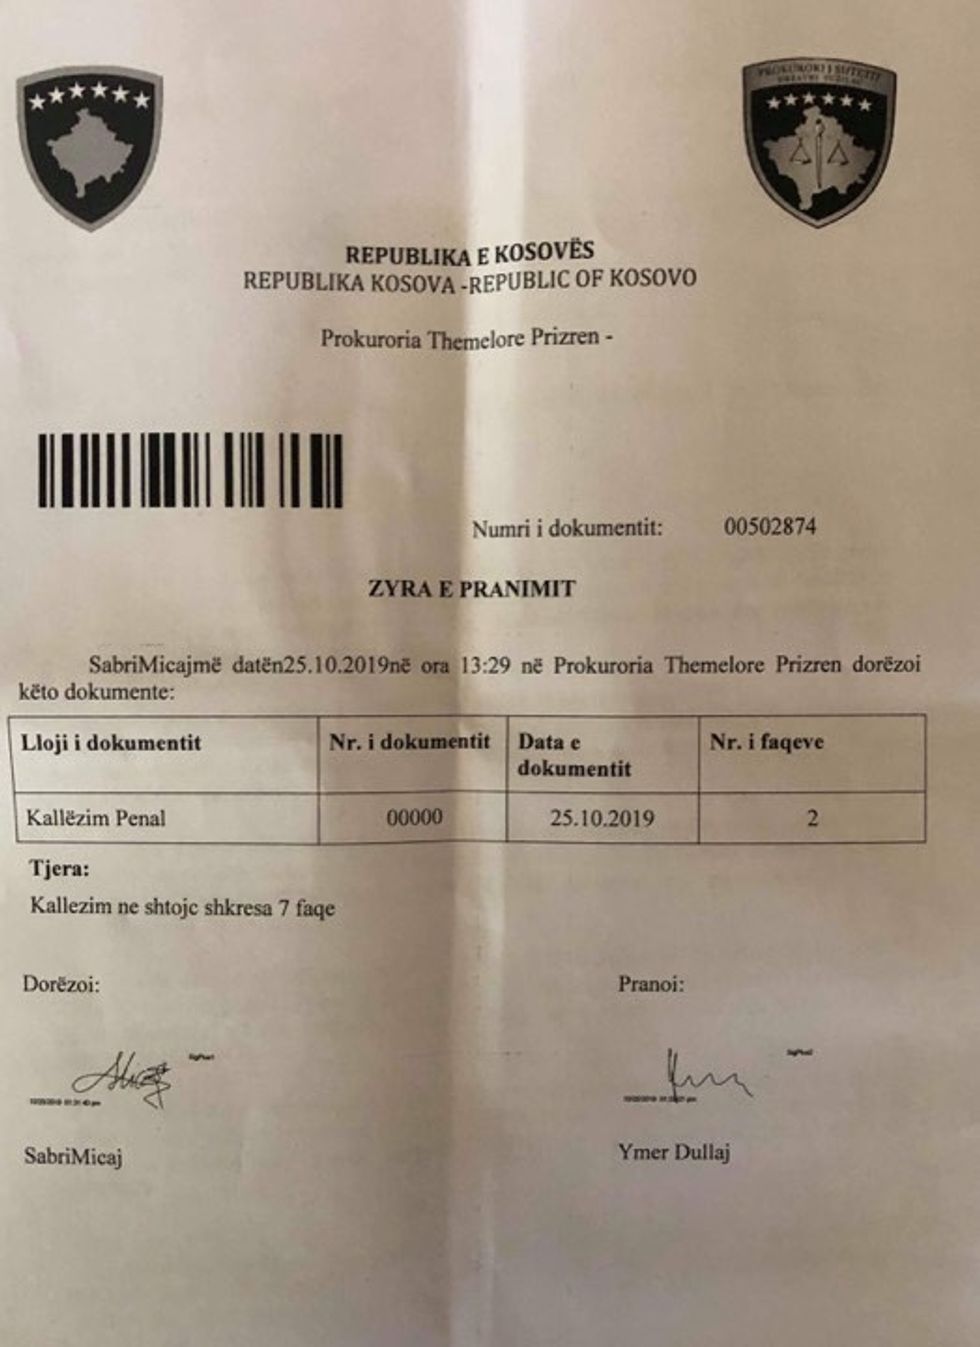 PROKURORI I SHTETIT
REPUBLIKA E KOSOVËS
REPUBLIKA KOSOVA -REPUBLIC OF KOSOVO
Prokuroria Themelore Prizren -
Numri i dokumentit: 00502874
ZYRA E PRANIMIT
SabriMicajmë datën25.10.2019në ora 13:29 në Prokuroria Themelore Prizren dorëzoi
këto dokumente:
Lloji i dokumentit Nr. i dokumentit Data e dokumentit Nr. i faqeve
Kallëzim Penal 00000 25.10.2019 2
Tjera:
Kallezim ne shtojc shkresa 7 faqe
Dorëzoi: Pranoi:
SabriMicaj Ymer Dullaj